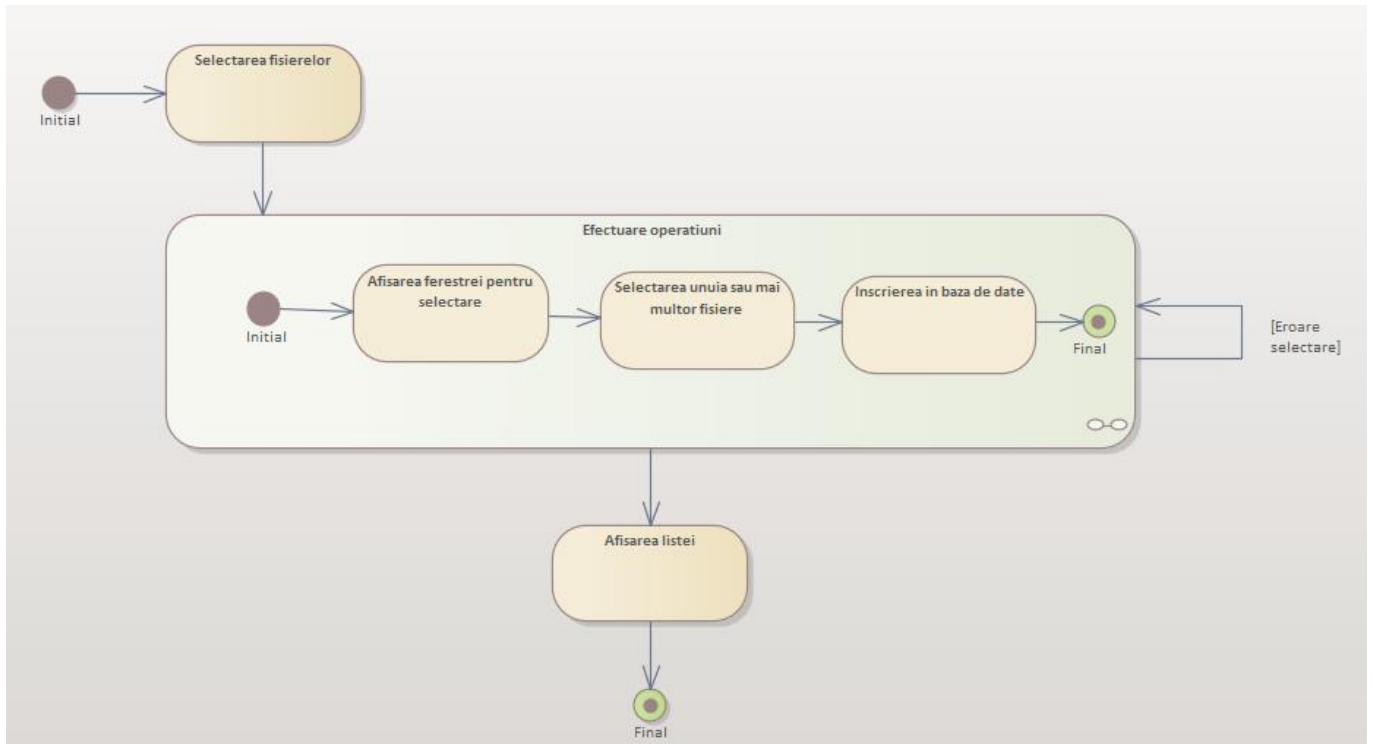 Selectarea fisierelor
Initial
Efectuare operatiuni
Afisarea ferestrei pentru
selectare
Selectarea unuia sau mai
multor fisiere
Inscrierea in baza de date
Initial
Final
[Eroare
selectare]
Afisarea listei
Final